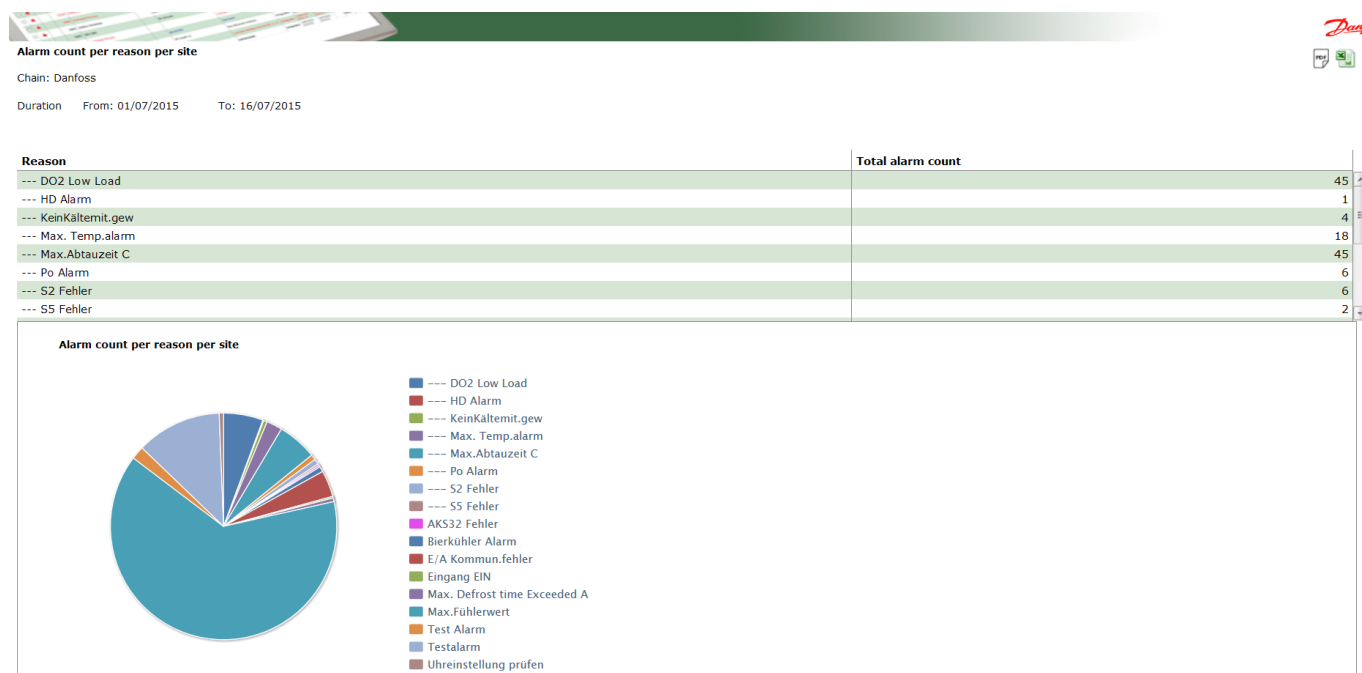 Alarm count per reason per site
Chain: Danfoss
Duration From: 01/07/2015 To: 16/07/2015
PDF
Reason Total alarm count
--- DO2 Low Load 45
--- HD Alarm 1
--- KeinKältemit.gew 4
--- Max. Temp.alarm 18
--- Max.Abtauzeit C 45
--- Po Alarm 6
--- S2 Fehler 6
--- S5 Fehler 2
Alarm count per reason per site
--- DO2 Low Load
--- HD Alarm
--- KeinKältemit.gew
--- Max. Temp.alarm
--- Max.Abtauzeit C
--- Po Alarm
--- S2 Fehler
--- S5 Fehler
AKS32 Fehler
Bierkühler Alarm
E/A Kommun.fehler
Eingang EIN
Max. Defrost time Exceeded A
Max.Fühlerwert
Test Alarm
Testalarm
Uhreinstellung prüfen